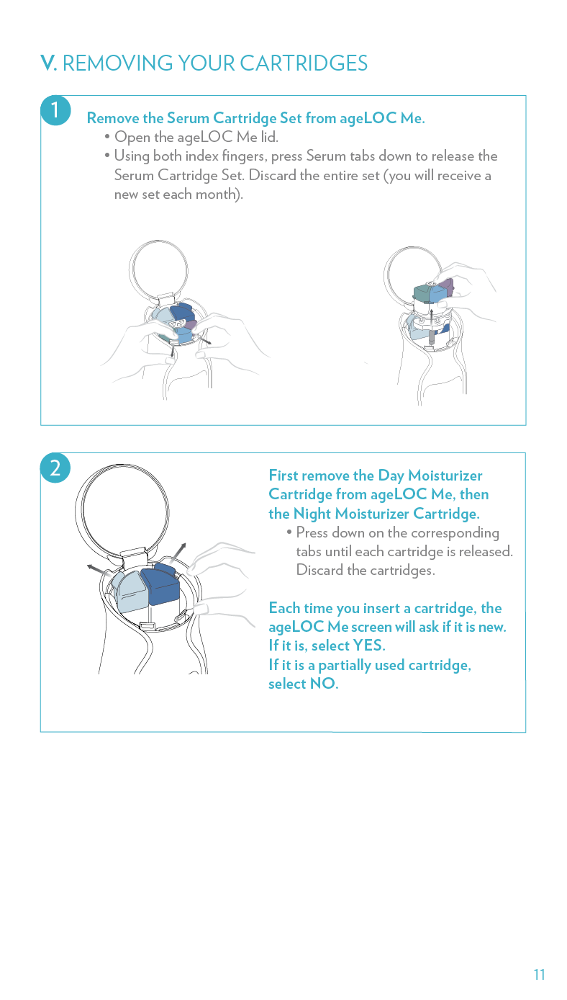 V. REMOVING YOUR CARTRIDGES
1
Remove the Serum Cartridge Set from ageLOC Me.
• Open the ageLOC Me lid.
• Using both index fingers, press Serum tabs down to release the
Serum Cartridge Set. Discard the entire set (you will receive a
new set each month).
2
First remove the Day Moisturizer
Cartridge from ageLOC Me, then
the Night Moisturizer Cartridge.
• Press down on the corresponding
tabs until each cartridge is released.
Discard the cartridges.
Each time you insert a cartridge, the
ageLOC Me screen will ask if it is new.
If it is, select YES.
If it is a partially used cartridge,
select NO.
11